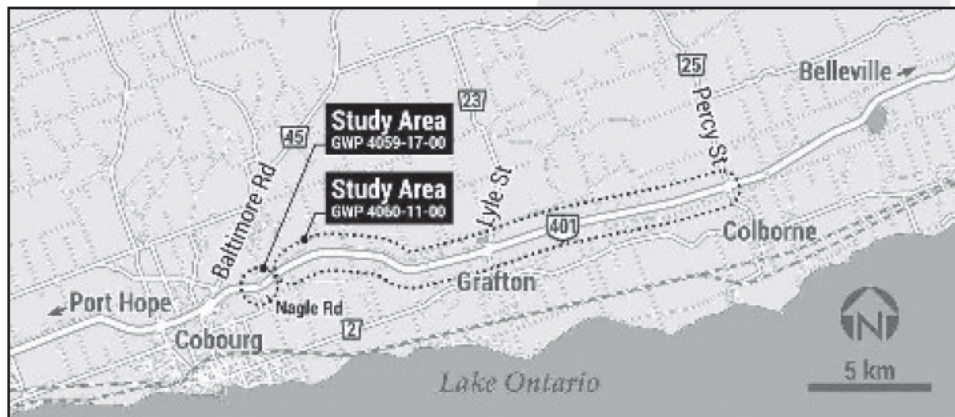 25
Belleville
Percy St
23
Study Area
GWP 4059-17-00
45
Study Area
GWP 4060-11-00
Lyle St
Baltimore Rd
401
Colborne
Grafton
Port Hope
Nagle Rd
2
Cobourg
N
5 km
Lake Ontario